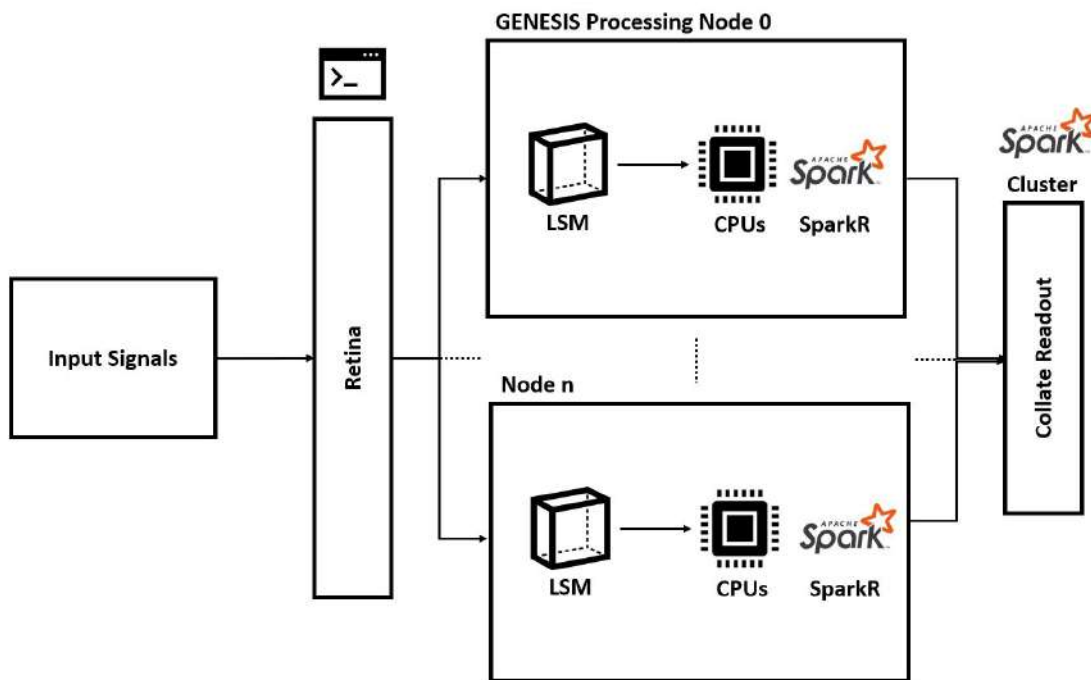 GENESIS Processing Node 0
>_
APACHE
Spark
LSM
CPUs
SparkR
APACHE
Spark
Cluster
Input Signals
Retina
Collate Readout
Node n
APACHE
Spark
LSM
CPUs
SparkR